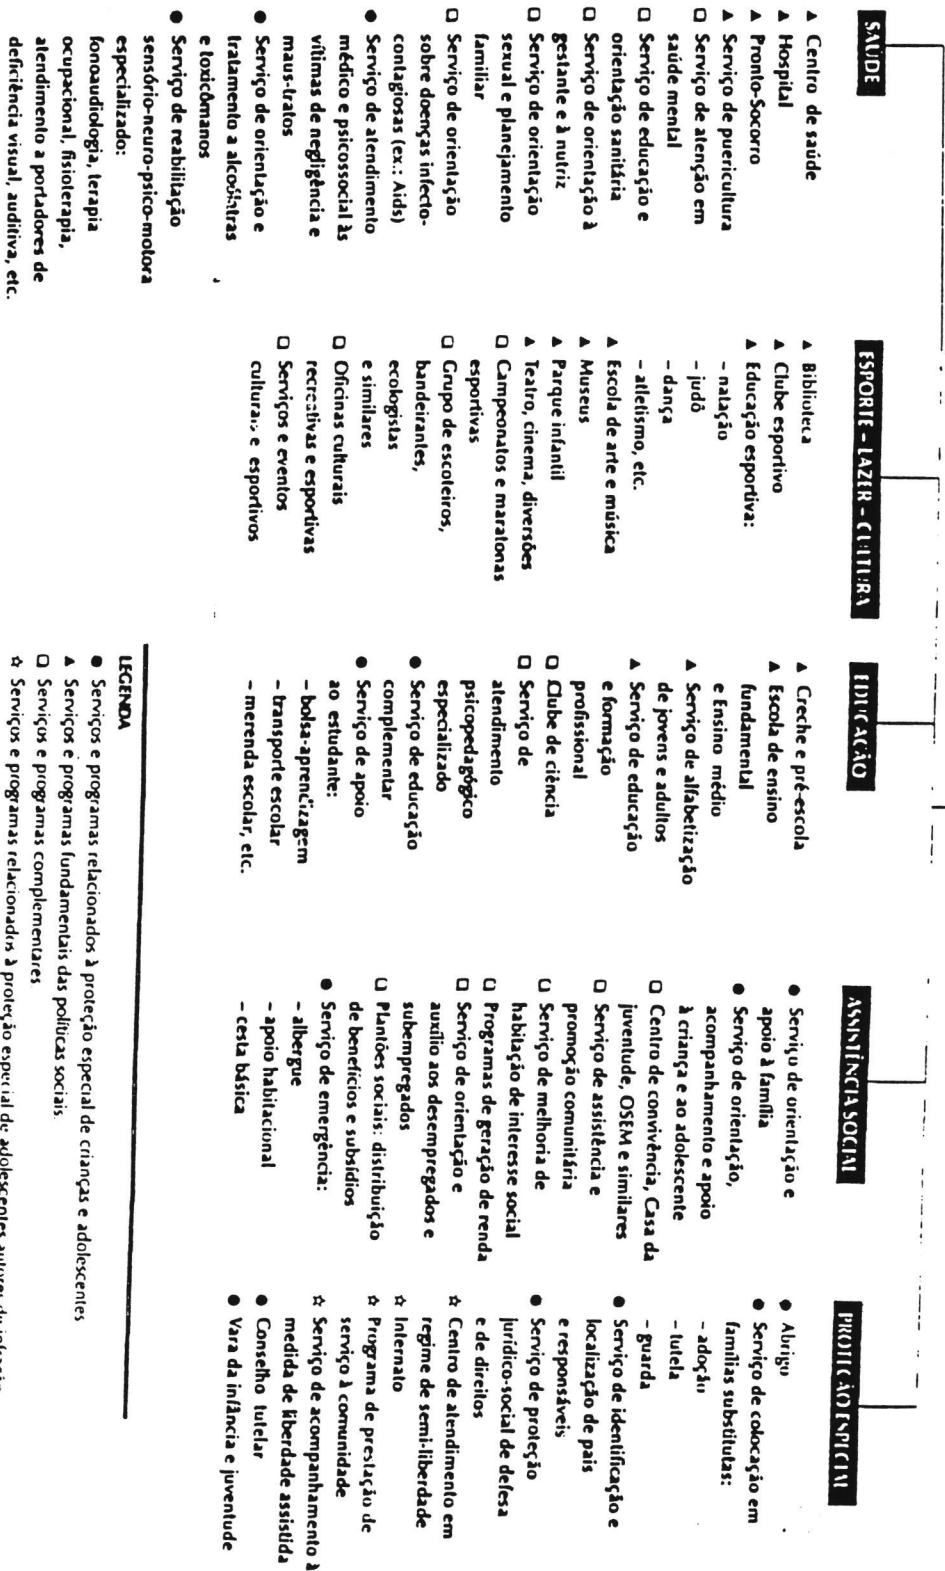 SAÚDE
▲ Centro de saúde
▲ Hospital
▲ Pronto-Socorro
▲ Serviço de puericultura
□ Serviço de atenção em
saúde mental
□ Serviço de educação e
orientação sanitária
□ Serviço de orientação à
gestante e à nutriz
□ Serviço de orientação
sexual e planejamento
familiar
□ Serviço de orientação
sobre doenças infecto-
contagiosas (ex.: Aids)
● Serviço de atendimento
médico e psicossocial às
vítimas de negligência e
maus-tratos
● Serviço de orientação e
tratamento a alcoólatras
e toxicômanos
● Serviço de reabilitação
sensório-neuro-psico-motora
especializado:
fonoaudiologia, terapia
ocupacional, fisioterapia,
atendimento a portadores de
deficiência visual, auditiva, etc.
ESPORTE – LAZER – CULTURA
▲ Biblioteca
▲ Clube esportivo
▲ Educação esportiva:
– natação
– judô
– dança
– atletismo, etc.
▲ Escola de arte e música
▲ Museus
▲ Parque infantil
▲ Teatro, cinema, diversões
□ Campeonatos e maratonas
esportivas
□ Grupo de escoteiros,
bandeirantes,
ecologistas
e similares
□ Oficinas culturais
recreativas e esportivas
□ Serviços e eventos
culturais e esportivos
EDUCAÇÃO
▲ Creche e pré-escola
▲ Escola de ensino
fundamental
e Ensino médio
▲ Serviço de alfabetização
de jovens e adultos
▲ Serviço de educação
e formação
profissional
□ Clube de ciência
□ Serviço de
atendimento
psicopedagógico
especializado
● Serviço de educação
complementar
● Serviço de apoio
ao estudante:
– bolsa-aprendizagem
– transporte escolar
– merenda escolar, etc.
ASSISTÊNCIA SOCIAL
● Serviço de orientação e
apoio à família
● Serviço de orientação,
acompanhamento e apoio
à criança e ao adolescente
□ Centro de convivência, Casa da
juventude, OSEM e similares
□ Serviço de assistência e
promoção comunitária
□ Serviço de melhoria de
habitação de interesse social
□ Programas de geração de renda
□ Serviço de orientação e
auxílio aos desempregados e
subempregados
□ Plantões sociais: distribuição
de benefícios e subsídios
● Serviço de emergência:
– albergue
– apoio habitacional
– cesta básica
PROTEÇÃO ESPECIAL
● Abrigo
● Serviço de colocação em
famílias substitutas:
– adoção
– tutela
– guarda
● Serviço de identificação e
localização de pais
e responsáveis
● Serviço de proteção
jurídico-social de defesa
e de direitos
☆ Centro de atendimento em
regime de semi-liberdade
☆ Internato
☆ Programa de prestação de
serviço à comunidade
☆ Serviço de acompanhamento à
medida de liberdade assistida
● Conselho tutelar
● Vara da infância e juventude
LEGENDA
● Serviços e programas relacionados à proteção especial de crianças e adolescentes
▲ Serviços e programas fundamentais das políticas sociais.
□ Serviços e programas complementares
☆ Serviços e programas relacionados à proteção especial de adolescentes autores de infração